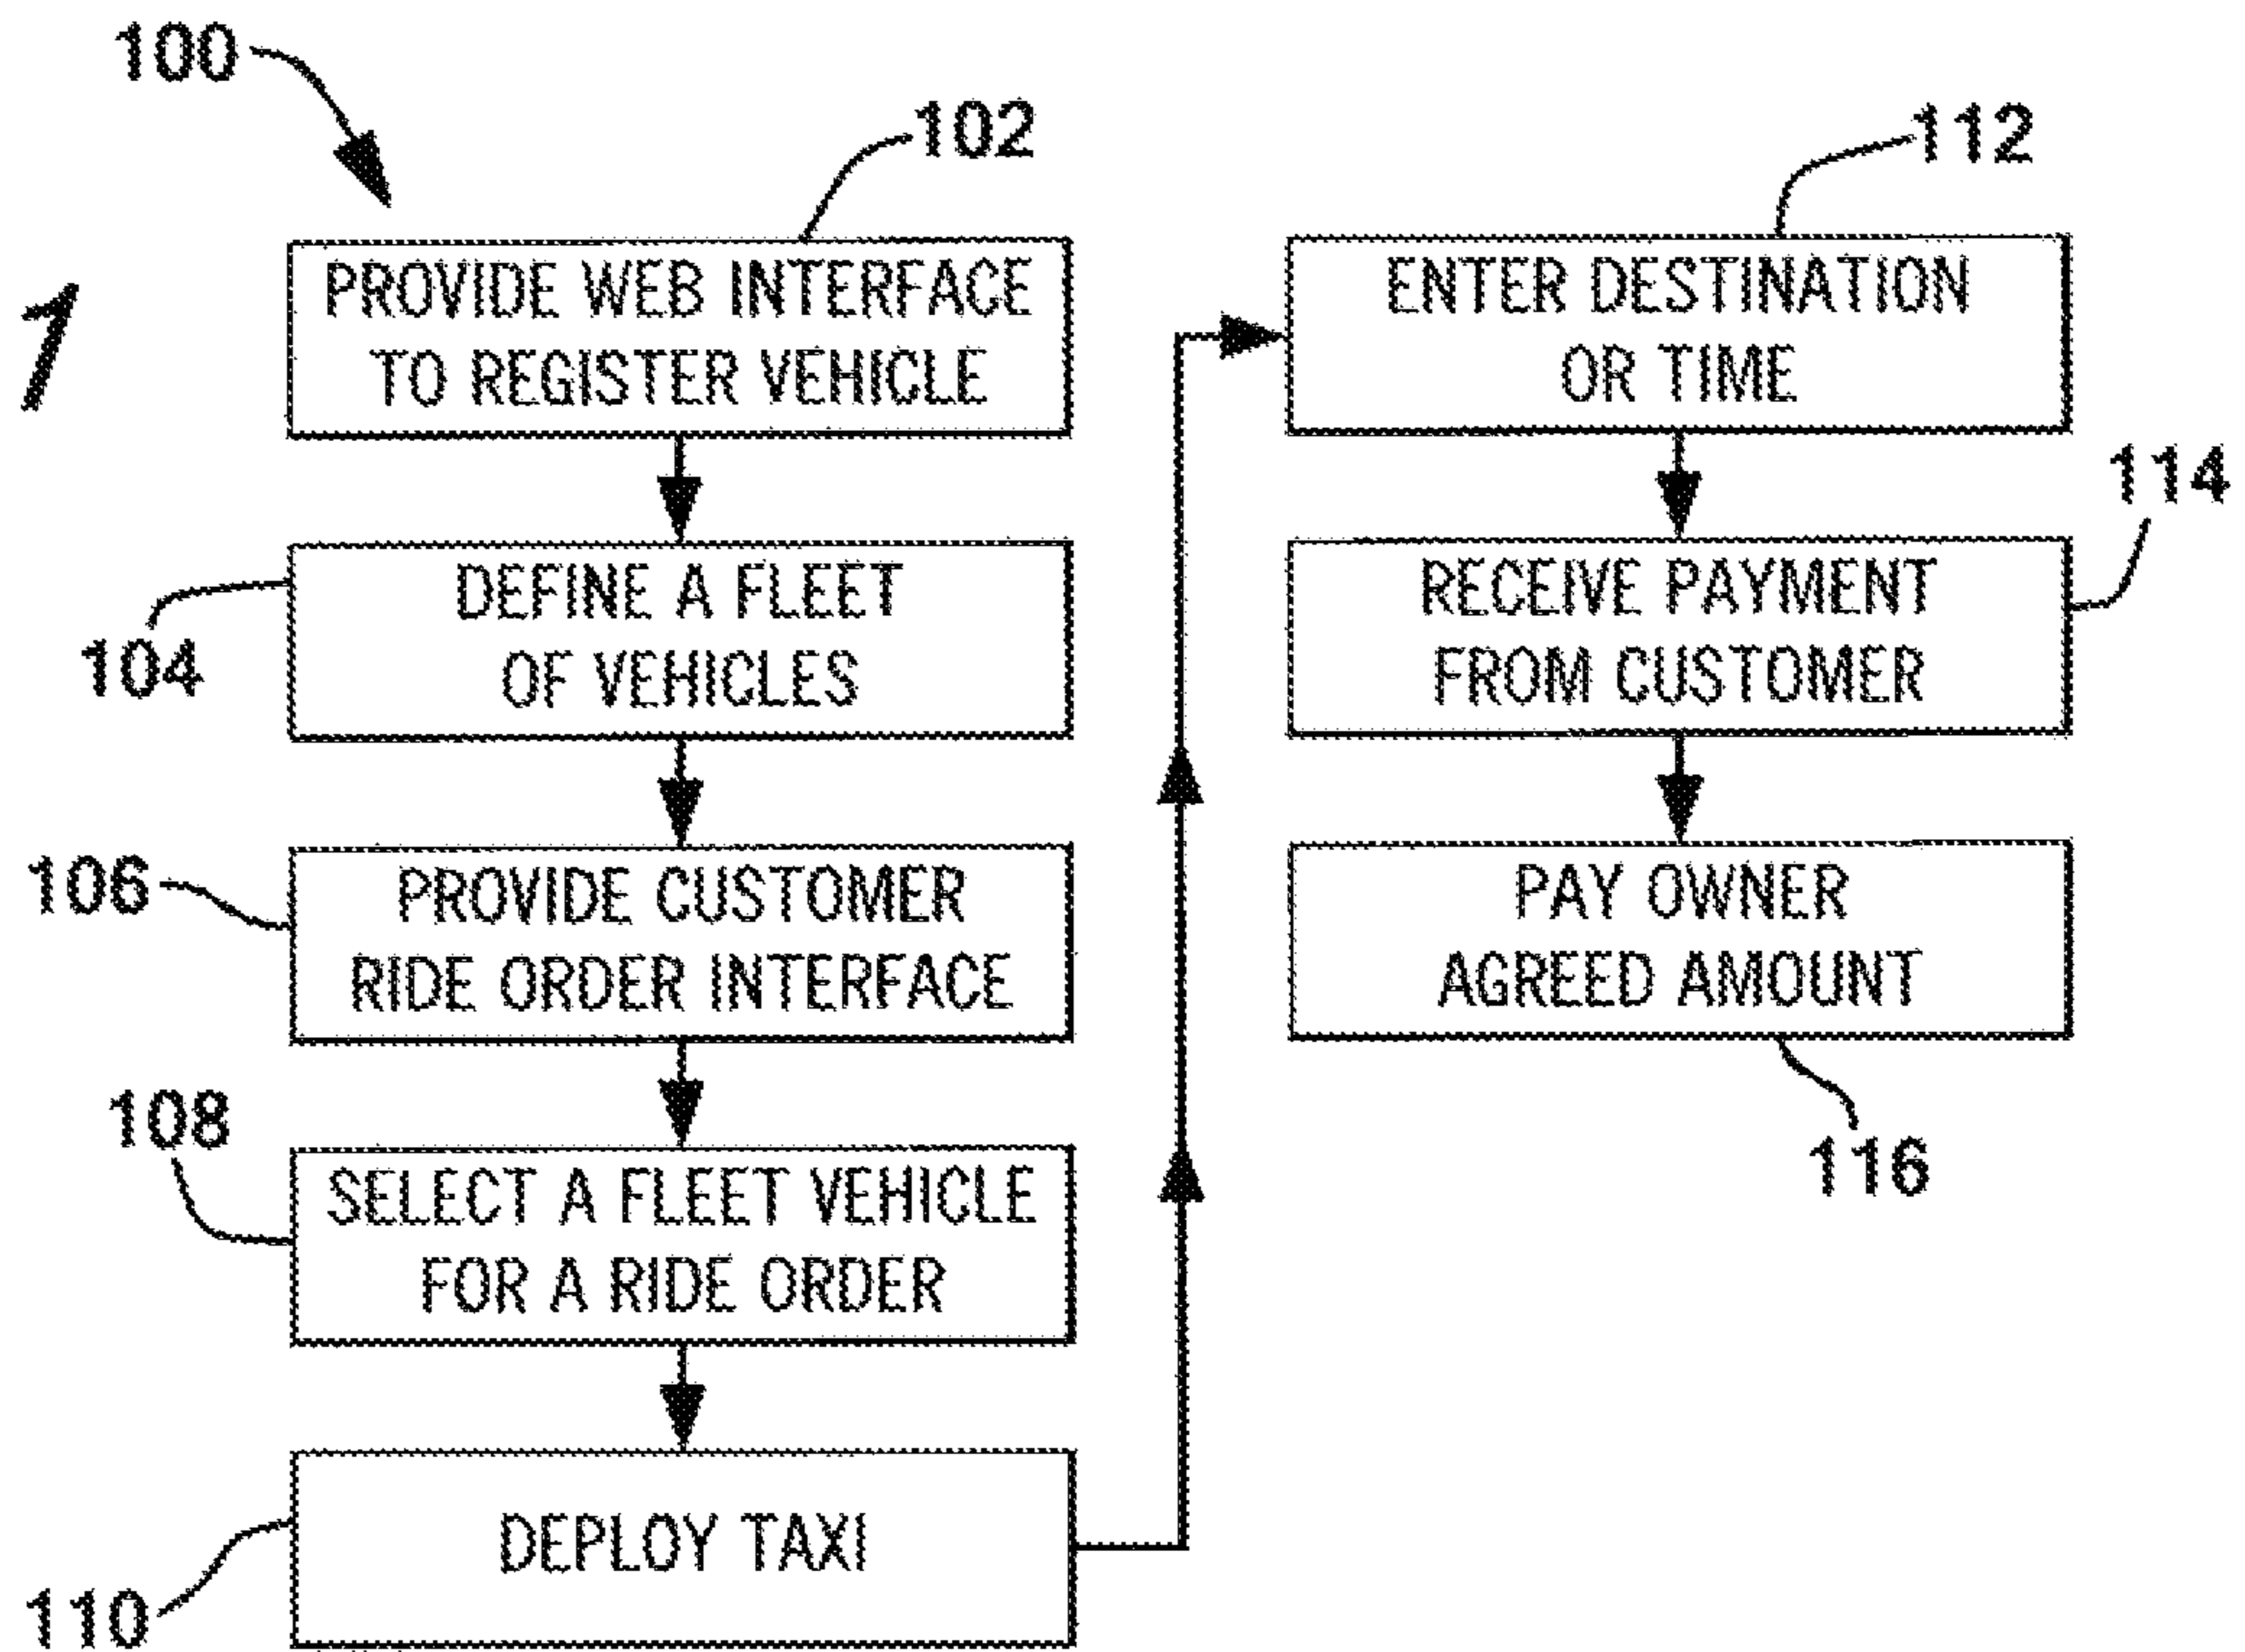 100
102
PROVIDE WEB INTERFACE
TO REGISTER VEHICLE
1
104
DEFINE A FLEET
OF VEHICLES
106
PROVIDE CUSTOMER
RIDE ORDER INTERFACE
108
SELECT A FLEET VEHICLE
FOR A RIDE ORDER
110
DEPLOY TAXI
112
ENTER DESTINATION
OR TIME
114
RECEIVE PAYMENT
FROM CUSTOMER
PAY OWNER
AGREED AMOUNT
116